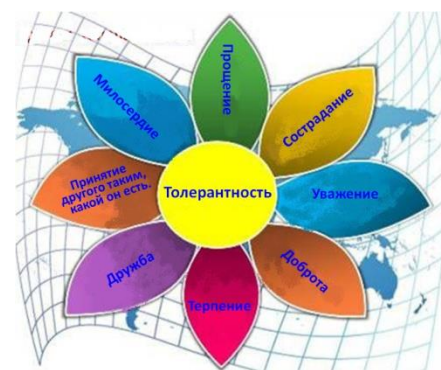 Прощение
Сострадание
Уважение
Доброта
Терпение
Дружба
Принятие
другого таким,
какой он есть.
Милосердие
Толерантность